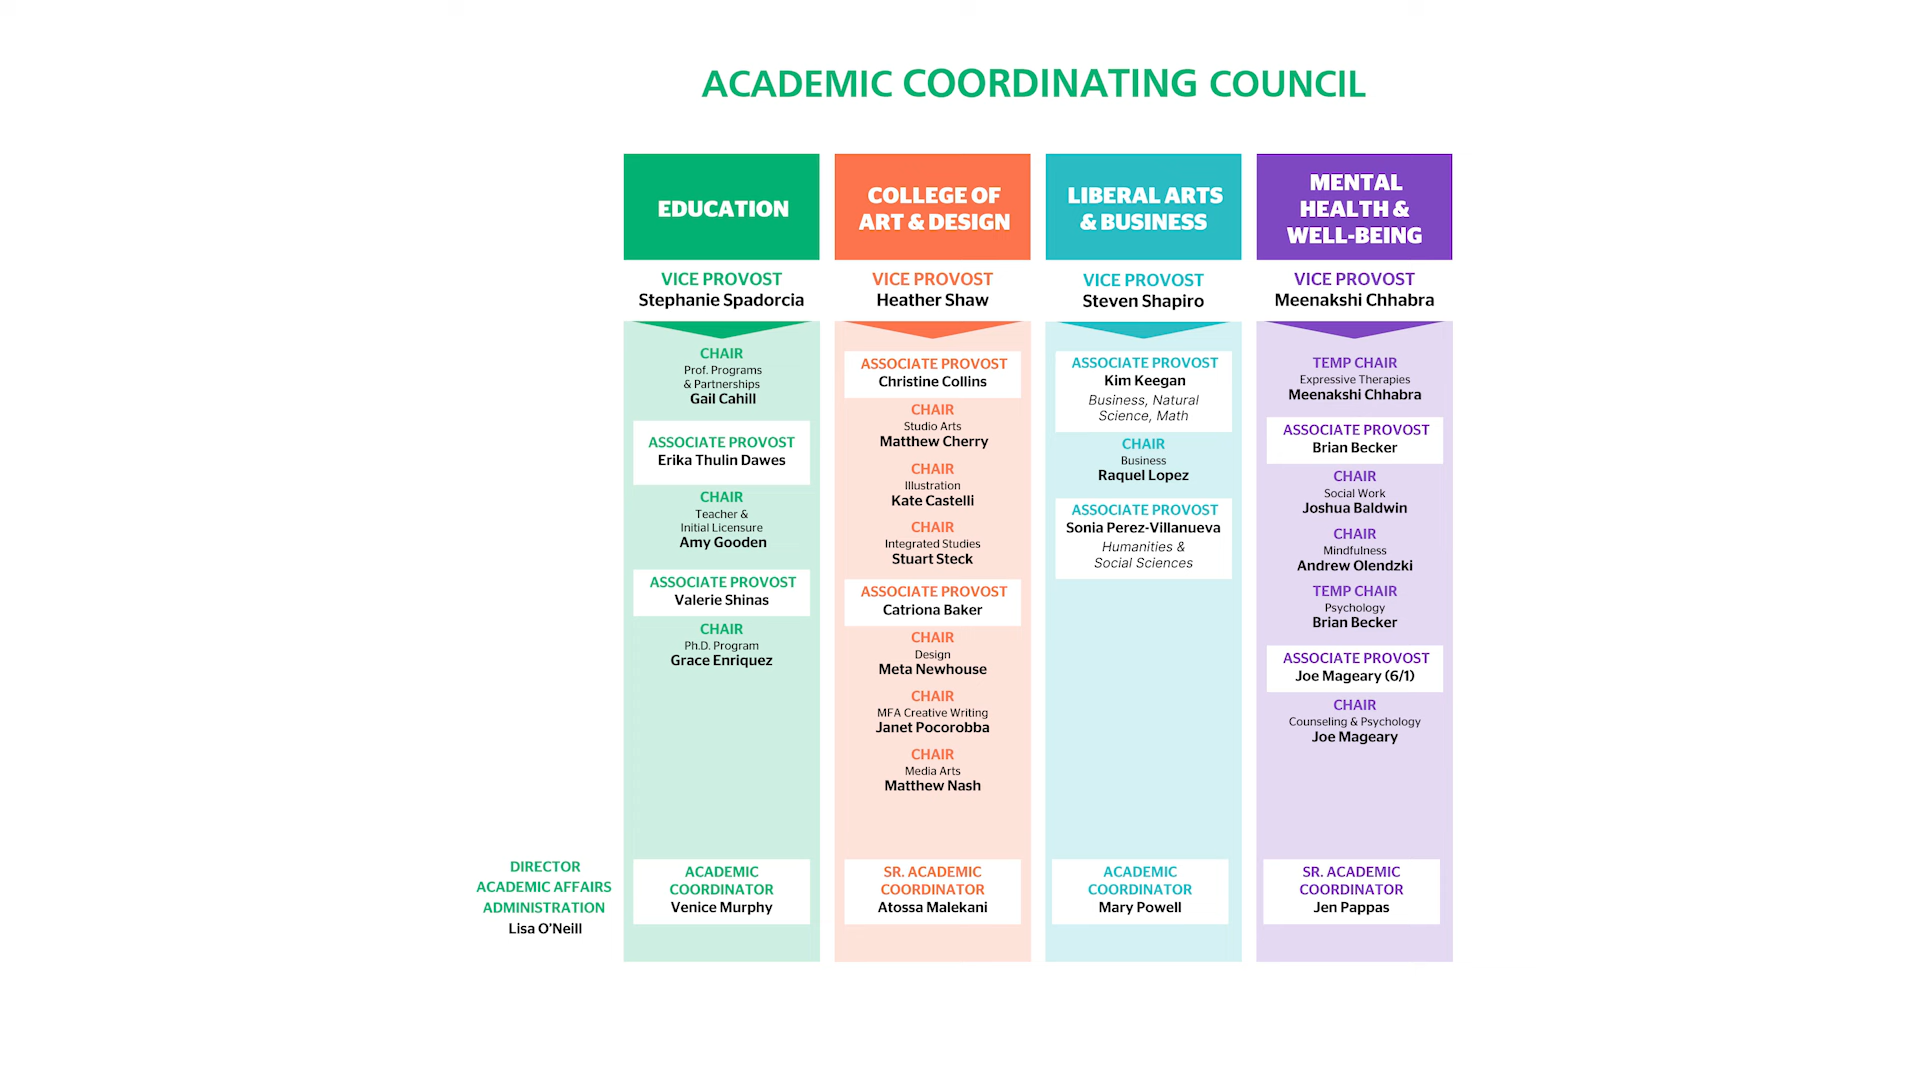 ACADEMIC COORDINATING COUNCIL
EDUCATION
VICE PROVOST
Stephanie Spadorcia
CHAIR
Prof. Programs
& Partnerships
Gail Cahill
ASSOCIATE PROVOST
Erika Thulin Dawes
CHAIR
Teacher &
Initial Licensure
Amy Gooden
ASSOCIATE PROVOST
Valerie Shinas
CHAIR
Ph.D. Program
Grace Enriquez
ACADEMIC
COORDINATOR
Venice Murphy
COLLEGE OF
ART & DESIGN
VICE PROVOST
Heather Shaw
ASSOCIATE PROVOST
Christine Collins
CHAIR
Studio Arts
Matthew Cherry
CHAIR
Illustration
Kate Castelli
CHAIR
Integrated Studies
Stuart Steck
ASSOCIATE PROVOST
Catriona Baker
CHAIR
Design
Meta Newhouse
CHAIR
MFA Creative Writing
Janet Pocorobba
CHAIR
Media Arts
Matthew Nash
SR. ACADEMIC
COORDINATOR
Atossa Malekani
LIBERAL ARTS
& BUSINESS
VICE PROVOST
Steven Shapiro
ASSOCIATE PROVOST
Kim Keegan
Business, Natural
Science, Math
CHAIR
Business
Raquel Lopez
ASSOCIATE PROVOST
Sonia Perez-Villanueva
Humanities &
Social Sciences
ACADEMIC
COORDINATOR
Mary Powell
MENTAL
HEALTH &
WELL-BEING
VICE PROVOST
Meenakshi Chhabra
TEMP CHAIR
Expressive Therapies
Meenakshi Chhabra
ASSOCIATE PROVOST
Brian Becker
CHAIR
Social Work
Joshua Baldwin
CHAIR
Mindfulness
Andrew Olendzki
TEMP CHAIR
Psychology
Brian Becker
ASSOCIATE PROVOST
Joe Mageary (6/1)
CHAIR
Counseling & Psychology
Joe Mageary
SR. ACADEMIC
COORDINATOR
Jen Pappas
DIRECTOR
ACADEMIC AFFAIRS
ADMINISTRATION
Lisa O’Neill